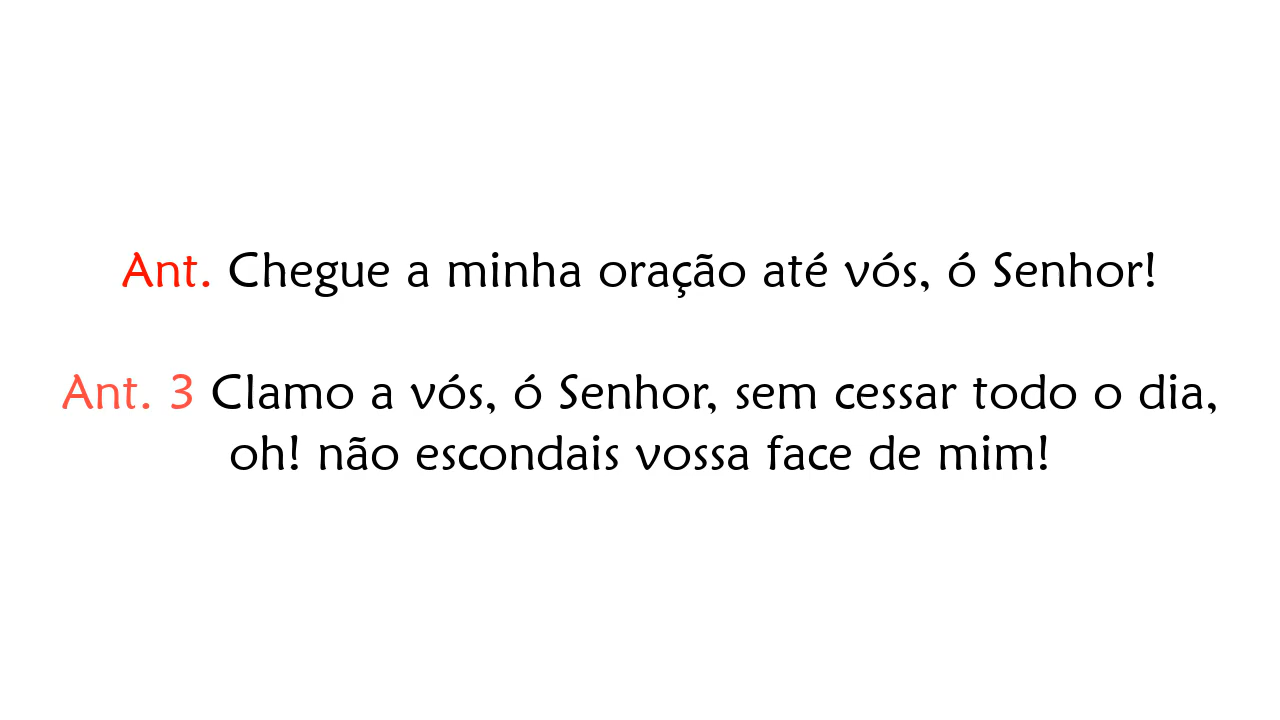 Ant. Chegue a minha oração até vós, ó Senhor!
Ant. 3 Clamo a vós, ó Senhor, sem cessar todo o dia,
oh! não escondais vossa face de mim!